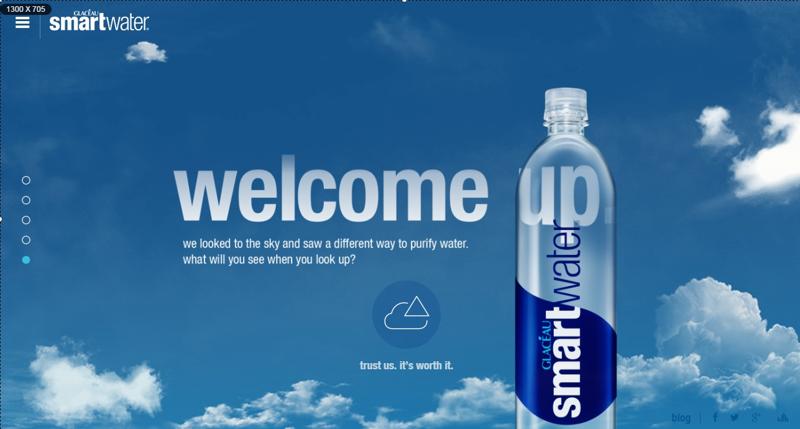 1300 X 705
GLACÉAU
smartwater.
welcome up.
we looked to the sky and saw a different way to purify water.
what will you see when you look up?
trust us. it's worth it.
GLACÉAU
smartwater
blog